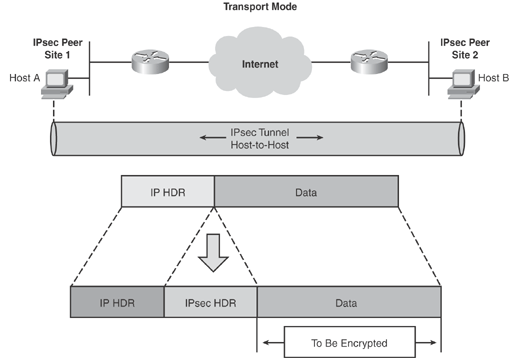 Transport Mode
IPsec Peer
Site 1
IPsec Peer
Site 2
Internet
Host A
Host B
IPsec Tunnel
Host-to-Host
IP HDR
Data
IP HDR
IPsec HDR
Data
To Be Encrypted